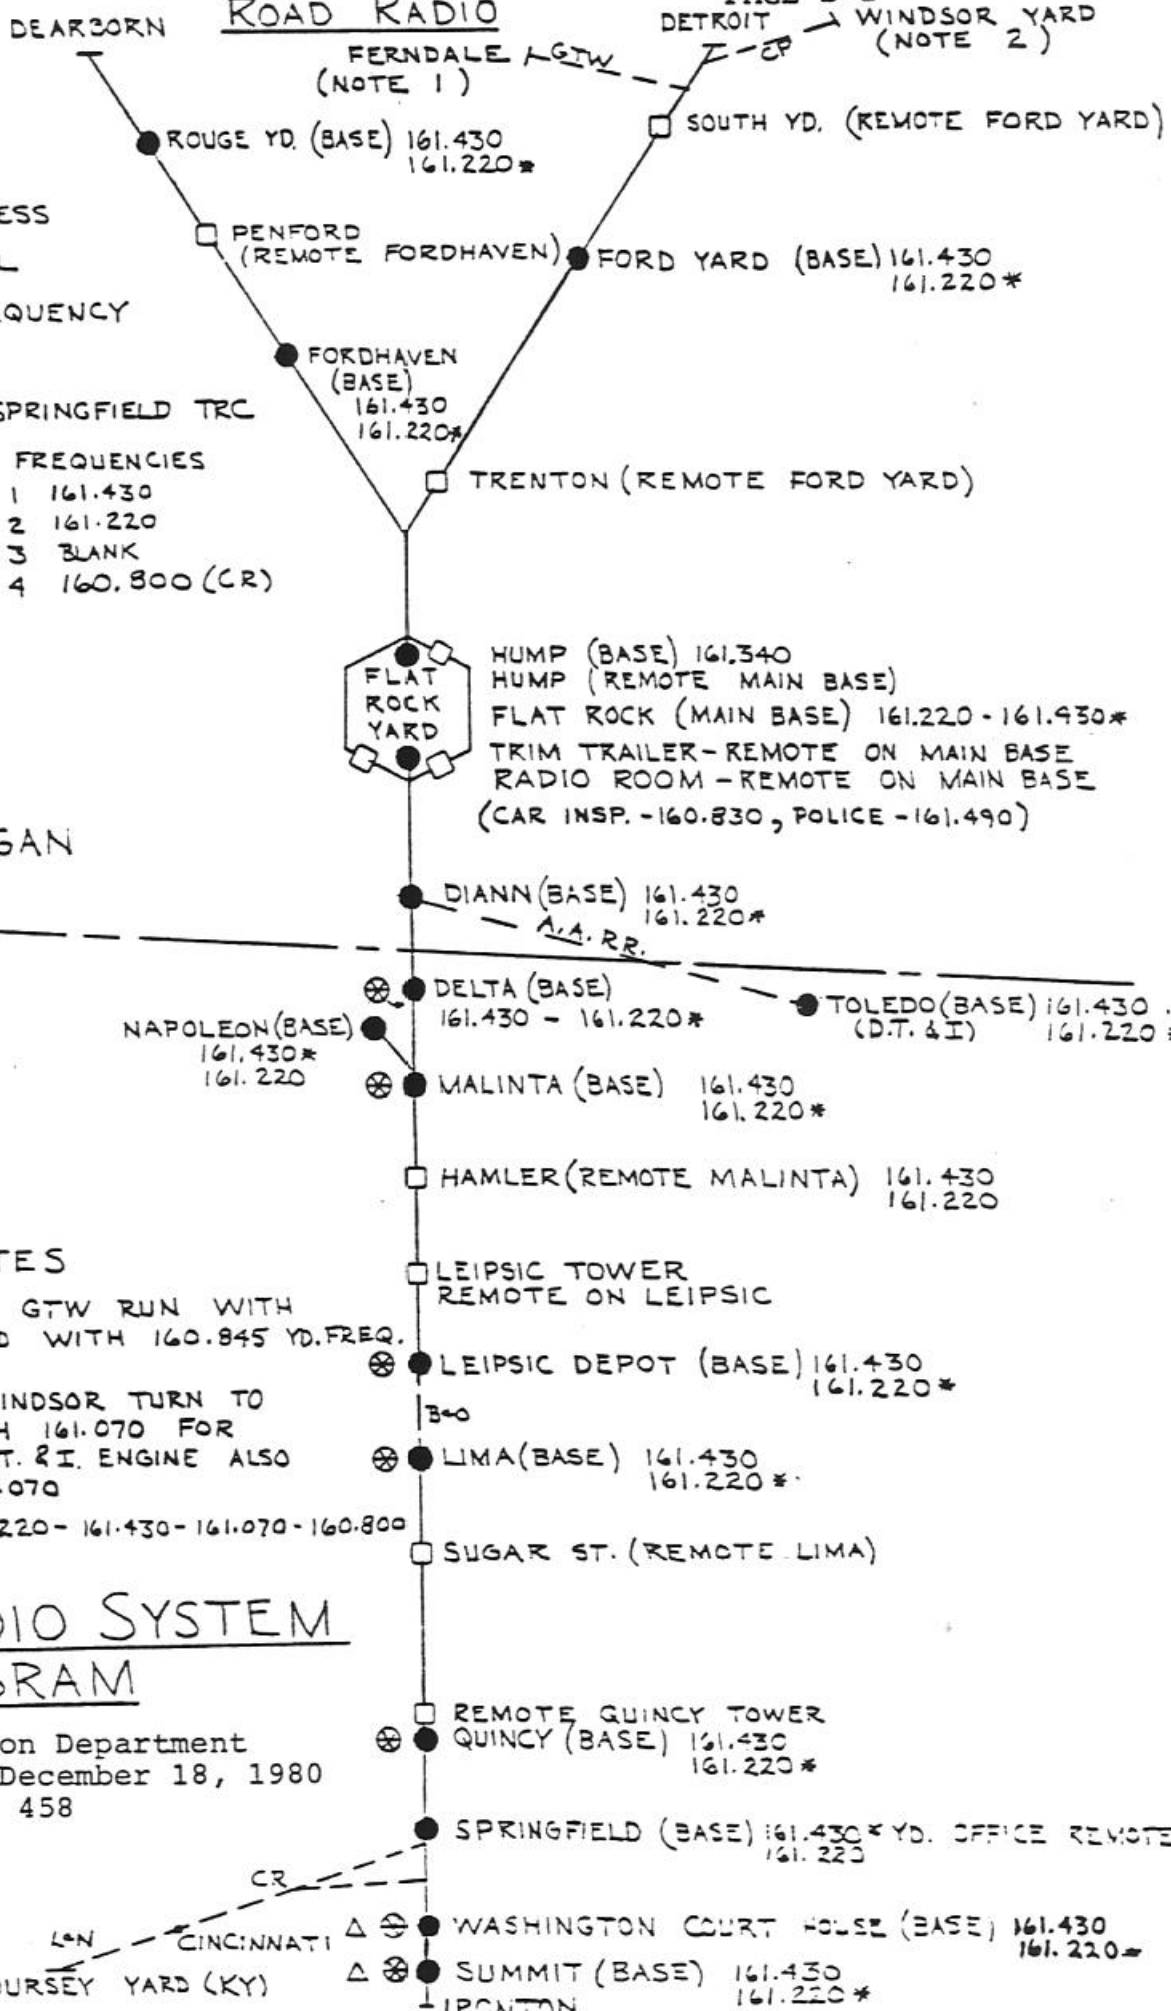 ROAD RADIO
DEARBORN
DETROIT
WINDSOR YARD
(NOTE 2)
CP
FERNDALE
GTW
(NOTE 1)
SOUTH YD. (REMOTE FORD YARD)
ROUGE YD. (BASE) 161.430
161.220*
ESS
L
QUENCY
PENFORD
(REMOTE FORDHAVEN)
FORD YARD (BASE) 161.430
161.220*
FORDHAVEN
(BASE)
161.430
161.220*
SPRINGFIELD TRC
FREQUENCIES
1 161.430
2 161.220
3 BLANK
4 160.800 (CR)
TRENTON (REMOTE FORD YARD)
FLAT
ROCK
YARD
HUMP (BASE) 161.340
HUMP (REMOTE MAIN BASE)
FLAT ROCK (MAIN BASE) 161.220 - 161.430*
TRIM TRAILER - REMOTE ON MAIN BASE
RADIO ROOM - REMOTE ON MAIN BASE
(CAR INSP. - 160.830, POLICE - 161.490)
GAN
DIANN (BASE) 161.430
161.220*
A.A. RR.
DELTA (BASE)
161.430 - 161.220*
TOLEDO (BASE) 161.430
(D.T. & I) 161.220*
NAPOLEON (BASE)
161.430*
161.220
MALINTA (BASE) 161.430
161.220*
HAMLER (REMOTE MALINTA) 161.430
161.220
LEIPSIC TOWER
REMOTE ON LEIPSIC
TES
GTW RUN WITH
D WITH 160.845 YD. FREQ.
LEIPSIC DEPOT (BASE) 161.430
161.220*
B&O
INDSOR TURN TO
H 161.070 FOR
T. & I. ENGINE ALSO
.070
220 - 161.430 - 161.070 - 160.800
LIMA (BASE) 161.430
161.220*
SUGAR ST. (REMOTE LIMA)
DIO SYSTEM
GRAM
on Department
December 18, 1980
458
REMOTE QUINCY TOWER
QUINCY (BASE) 161.430
161.220*
SPRINGFIELD (BASE) 161.430* YD. OFFICE REMOTE
161.220
CR
L&N
CINCINNATI
URSEY YARD (KY)
WASHINGTON COURT HOUSE (BASE) 161.430
161.220*
SUMMIT (BASE) 161.430
161.220*
IRONTON